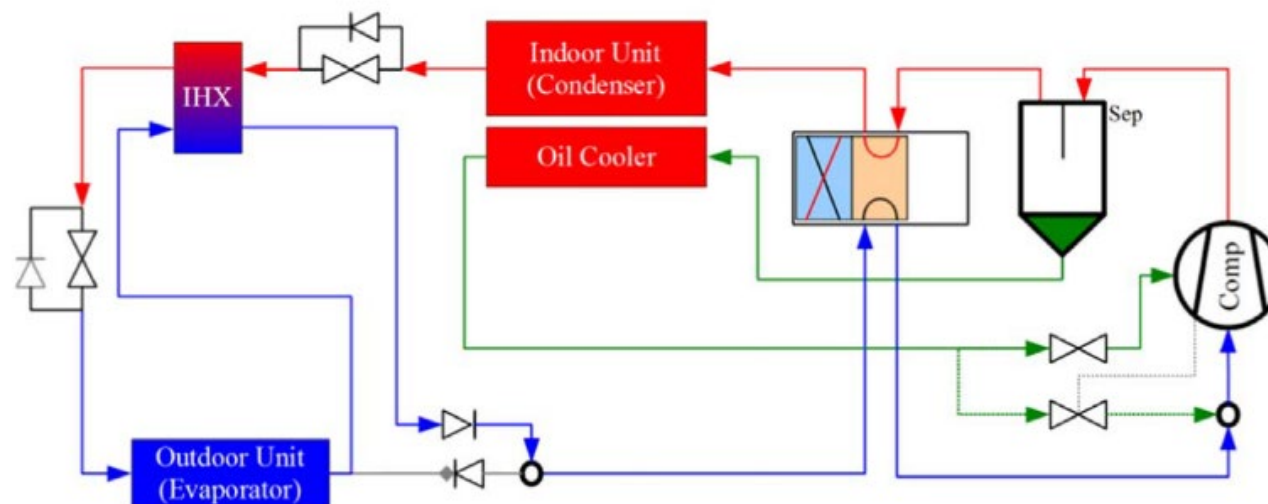 IHX
Indoor Unit
(Condenser)
Sep
Oil Cooler
Comp
Outdoor Unit
(Evaporator)